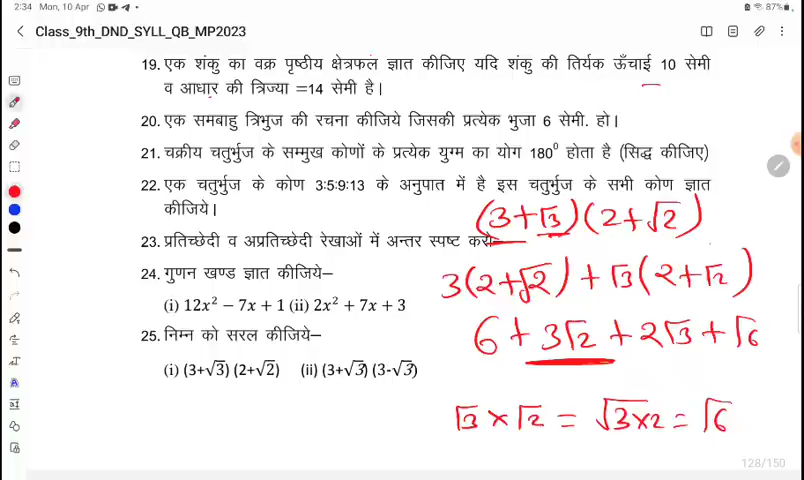 2:34 Mon, 10 Apr
87%
Class_9th_DND_SYLL_QB_MP2023
19. एक शंकु का वक्र पृष्ठीय क्षेत्रफल ज्ञात कीजिए यदि शंकु की तिर्यक ऊँचाई 10 सेमी
व आधार की त्रिज्या =14 सेमी है।
20. एक समबाहु त्रिभुज की रचना कीजिये जिसकी प्रत्येक भुजा 6 सेमी. हो।
21. चक्रीय चतुर्भुज के सम्मुख कोणों के प्रत्येक युग्म का योग 180⁰ होता है (सिद्ध कीजिए)
22. एक चतुर्भुज के कोण 3:5:9:13 के अनुपात में है इस चतुर्भुज के सभी कोण ज्ञात
कीजिये।
(3+√3)(2+√2)
23. प्रतिच्छेदी व अप्रतिच्छेदी रेखाओं में अन्तर स्पष्ट करो–
24. गुणन खण्ड ज्ञात कीजिये–
3(2+√2)+√3(2+√2)
(i) 12x² − 7x + 1 (ii) 2x² + 7x + 3
25. निम्न को सरल कीजिये–
6+3√2+2√3+√6
(i) (3+√3) (2+√2) (ii) (3+√3) (3-√3)
√3×√2=√3×2=√6
128/150